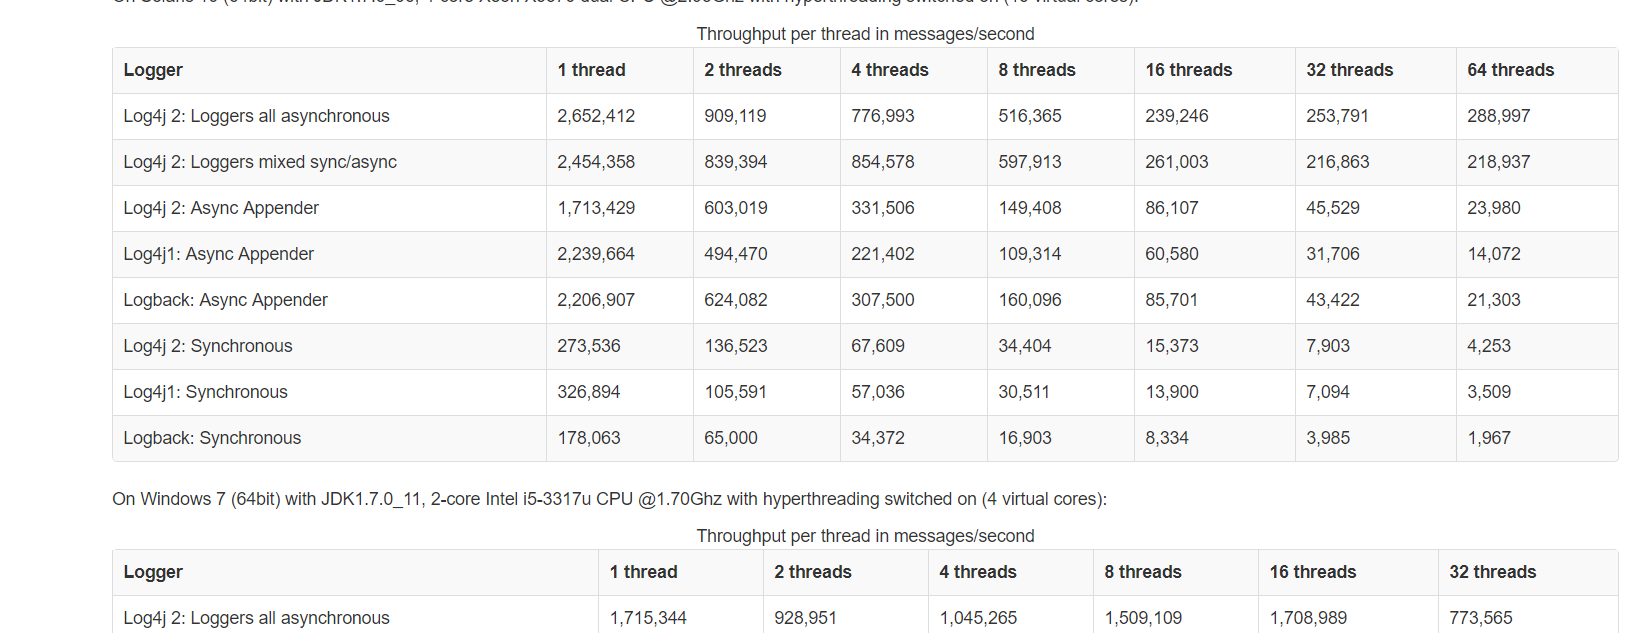 Throughput per thread in messages/second
Logger 1 thread 2 threads 4 threads 8 threads 16 threads 32 threads 64 threads
Log4j 2: Loggers all asynchronous 2,652,412 909,119 776,993 516,365 239,246 253,791 288,997
Log4j 2: Loggers mixed sync/async 2,454,358 839,394 854,578 597,913 261,003 216,863 218,937
Log4j 2: Async Appender 1,713,429 603,019 331,506 149,408 86,107 45,529 23,980
Log4j1: Async Appender 2,239,664 494,470 221,402 109,314 60,580 31,706 14,072
Logback: Async Appender 2,206,907 624,082 307,500 160,096 85,701 43,422 21,303
Log4j 2: Synchronous 273,536 136,523 67,609 34,404 15,373 7,903 4,253
Log4j1: Synchronous 326,894 105,591 57,036 30,511 13,900 7,094 3,509
Logback: Synchronous 178,063 65,000 34,372 16,903 8,334 3,985 1,967
On Windows 7 (64bit) with JDK1.7.0_11, 2-core Intel i5-3317u CPU @1.70Ghz with hyperthreading switched on (4 virtual cores):
Throughput per thread in messages/second
Logger 1 thread 2 threads 4 threads 8 threads 16 threads 32 threads
Log4j 2: Loggers all asynchronous 1,715,344 928,951 1,045,265 1,509,109 1,708,989 773,565